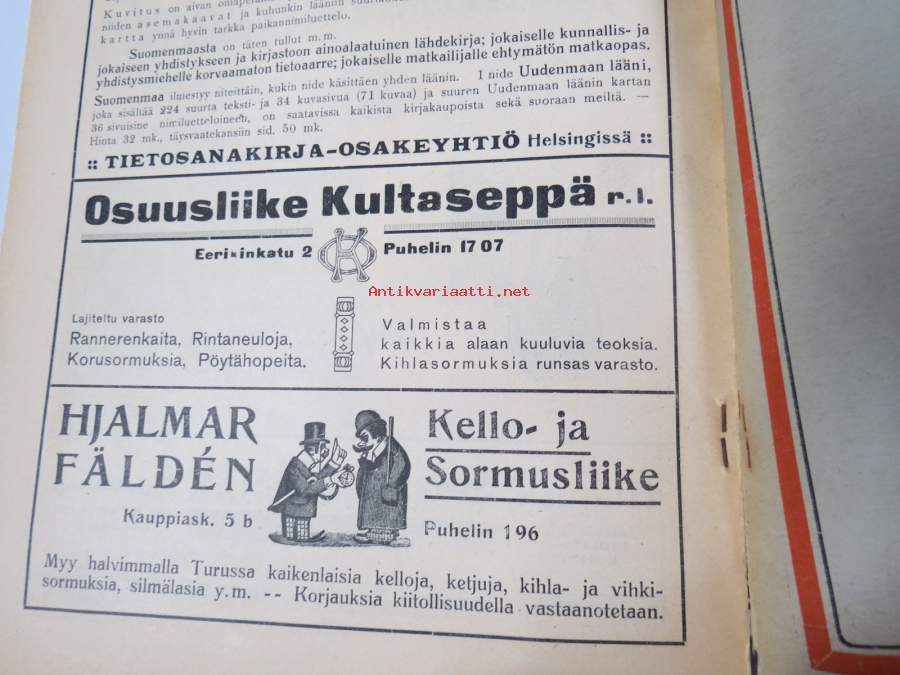 Kuvitus on aivan
niiden asemakaavat ja kuhunkin läänin
kartta ynnä hyvin tarkka paikannimiluettelo.
Suomenmaasta on täten tullut m. m.
jokaiseen yhdistykseen ja kirjastoon ainoalaatuinen lähdekirja; jokaiselle kunnallis- ja
yhdistysmiehelle korvaamaton tietoaarre; jokaiselle matkailijalle ehtymätön matkaopas.
Suomenmaa ilmestyy niteittäin, kukin nide käsittäen yhden läänin. I nide Uudenmaan lääni,
joka sisältää 224 suurta teksti- ja 34 kuvasivua (71 kuvaa) ja suuren Uudenmaan läänin kartan
36 sivuisine nimiluetteloineen, on saatavissa kaikista kirjakaupoista sekä suoraan meiltä. —
Hinta 32 mk., täysvaatekansiin sid. 50 mk.
:: TIETOSANAKIRJA-OSAKEYHTIÖ Helsingissä ::
Osuusliike Kultaseppä r. l.
Eerikinkatu 2
Puhelin 17 07
Antikvariaatti.net
Lajiteltu varasto
Rannerenkaita, Rintaneuloja,
Korusormuksia, Pöytähopeita.
Valmistaa
kaikkia alaan kuuluvia teoksia.
Kihlasormuksia runsas varasto.
HJALMAR
FÄLDÉN
Kauppiask. 5 b
Kello- ja
Sormusliike
Puhelin 196
Myy halvimmalla Turussa kaikenlaisia kelloja, ketjuja, kihla- ja vihki-
sormuksia, silmälasia y. m. -- Korjauksia kiitollisuudella vastaanotetaan.